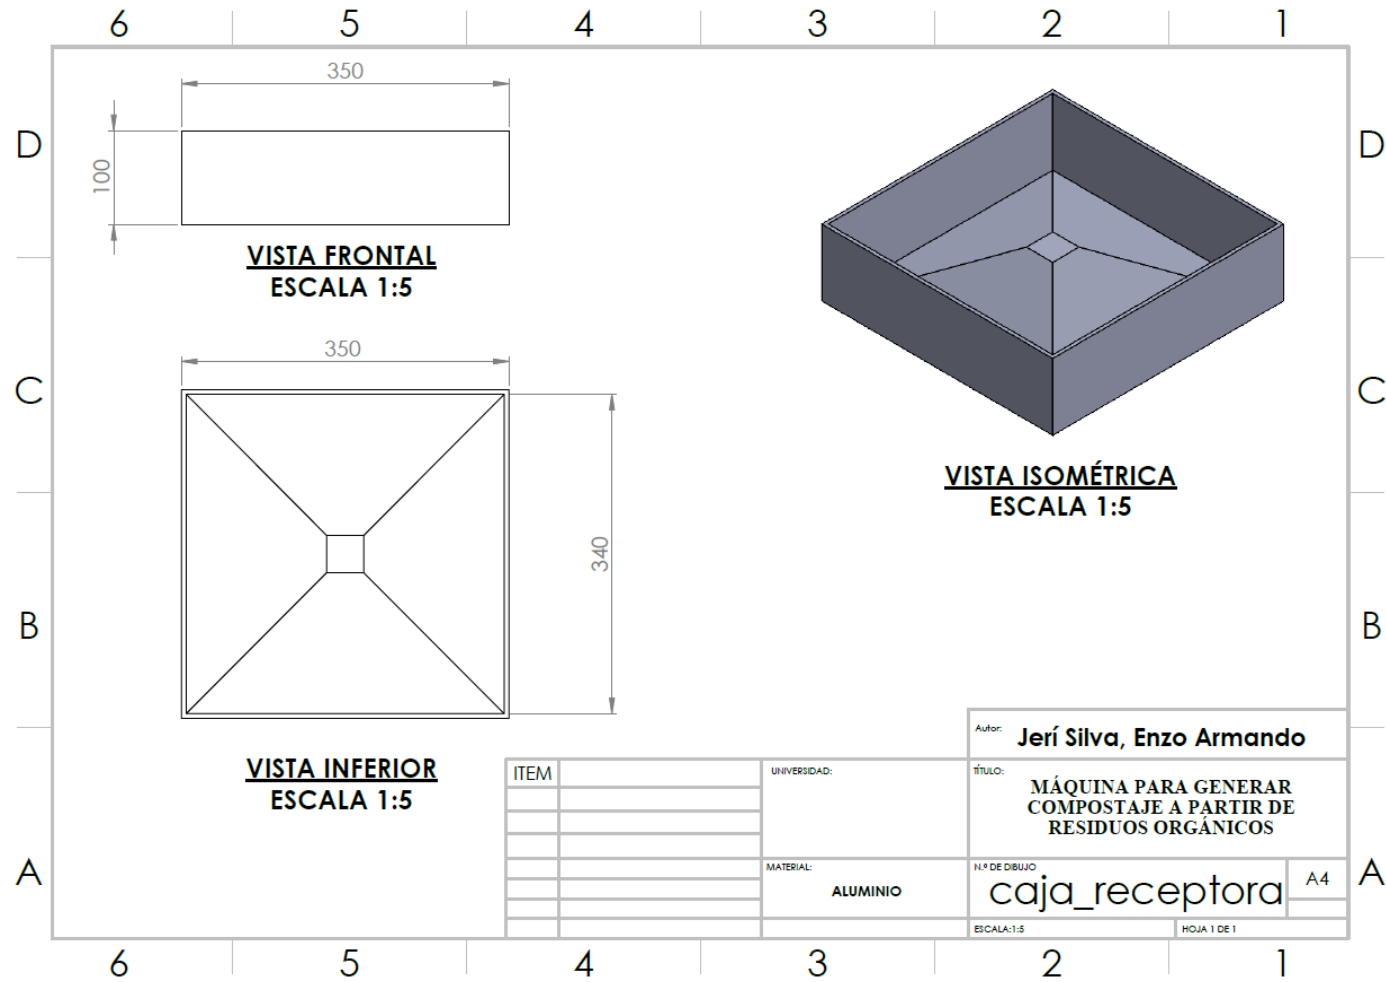 6 5 4 3 2 1
D
D
350
100
VISTA FRONTAL
ESCALA 1:5
350
C
C
340
VISTA ISOMÉTRICA
ESCALA 1:5
B
B
VISTA INFERIOR
ESCALA 1:5
Autor: Jerí Silva, Enzo Armando
ITEM
UNIVERSIDAD:
TÍTULO:
MÁQUINA PARA GENERAR
COMPOSTAJE A PARTIR DE
RESIDUOS ORGÁNICOS
A
A
MATERIAL:
ALUMINIO
N.º DE DIBUJO
caja_receptora
A4
ESCALA:1:5
HOJA 1 DE 1
6 5 4 3 2 1